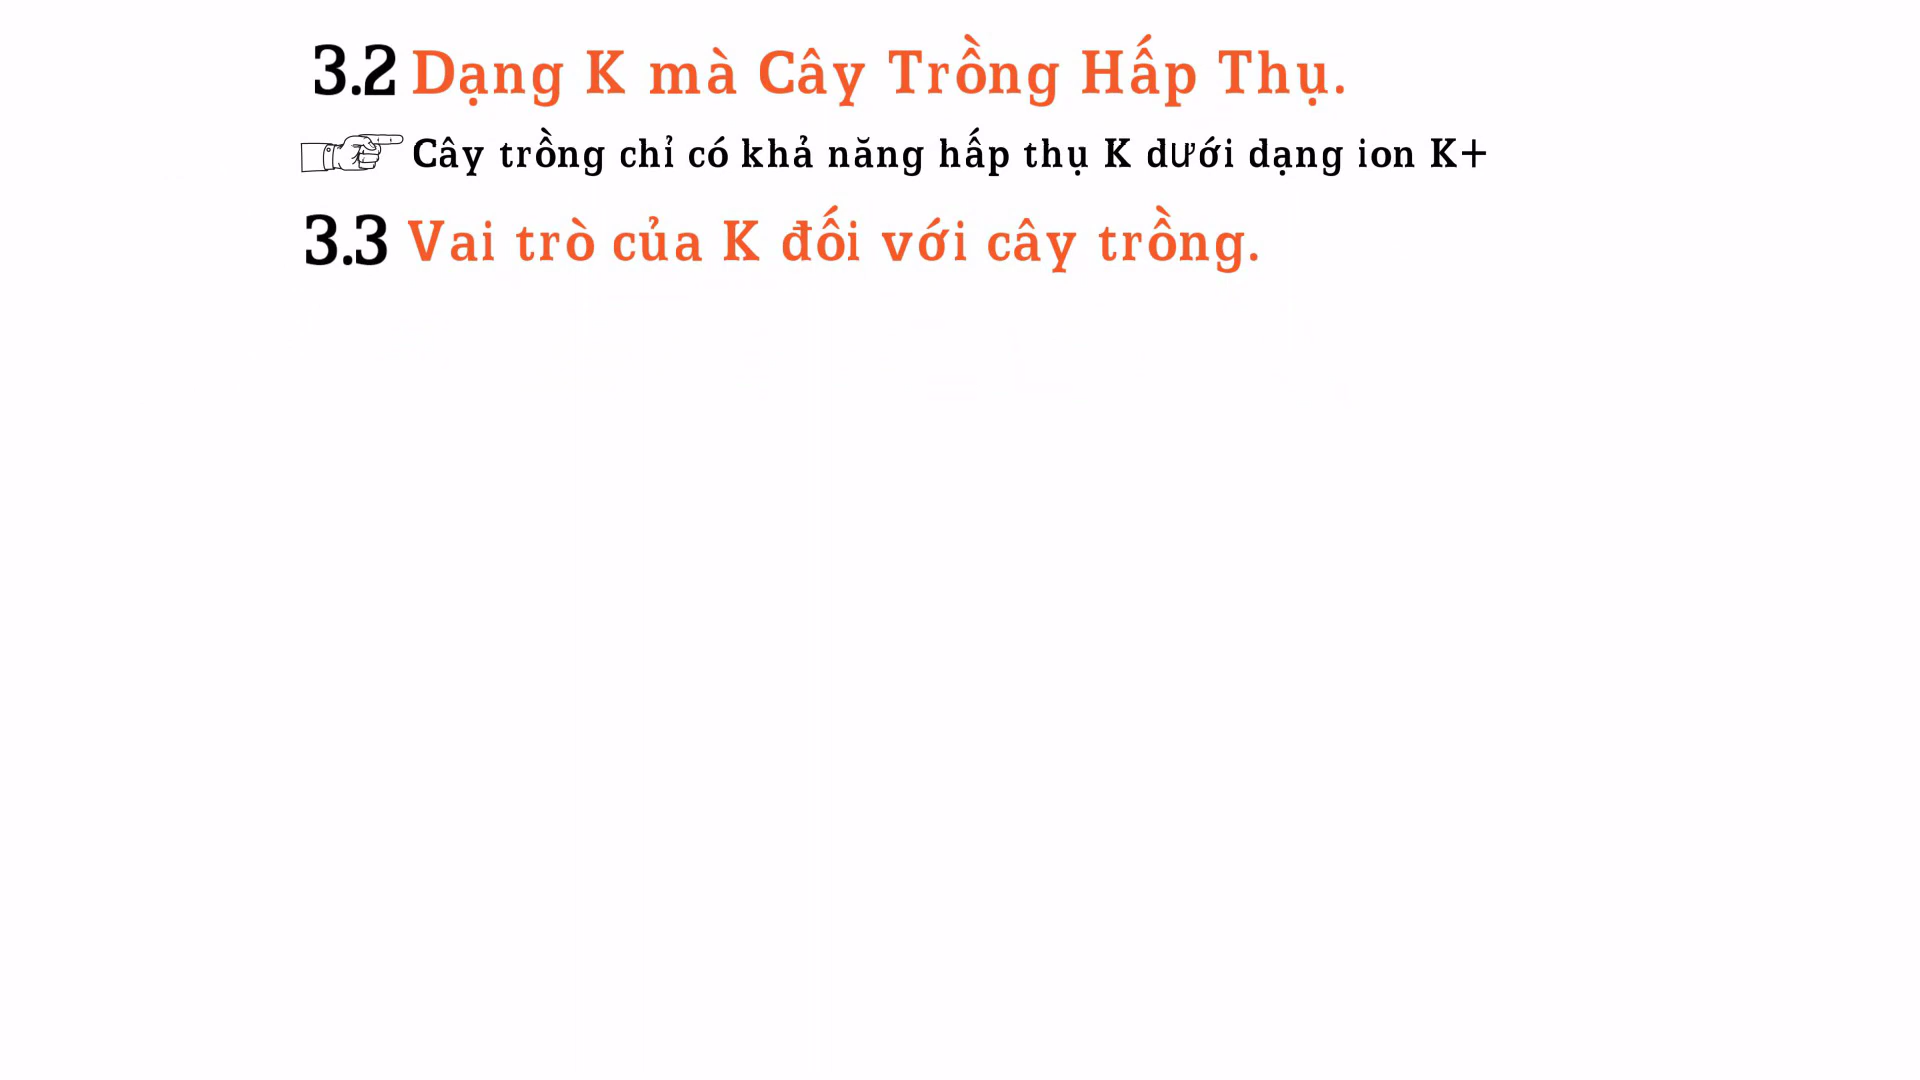 3.2 Dạng K mà Cây Trồng Hấp Thụ.
Cây trồng chỉ có khả năng hấp thụ K dưới dạng ion K+
3.3 Vai trò của K đối với cây trồng.